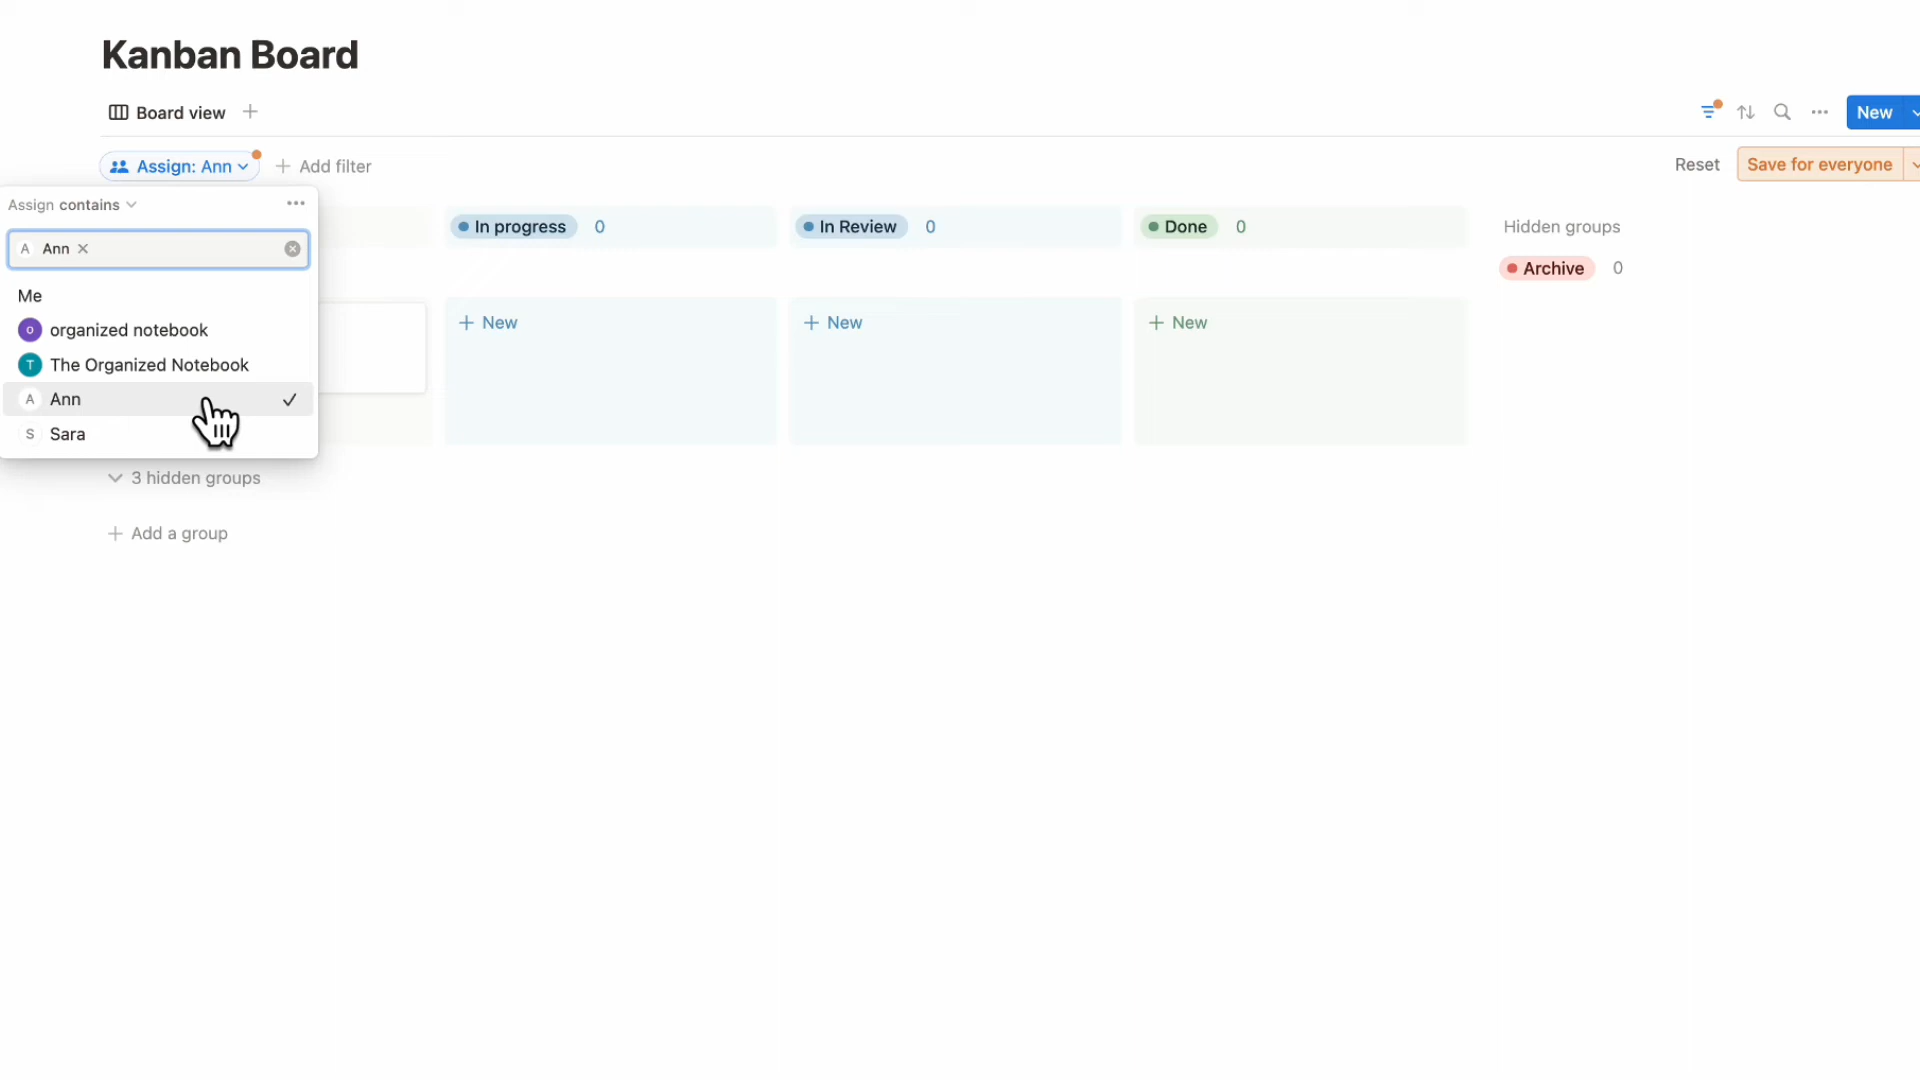 Kanban Board
Board view
New
Assign: Ann
Add filter
Reset
Save for everyone
Assign contains
A Ann
Me
o organized notebook
T The Organized Notebook
A Ann
S Sara
In progress 0
In Review 0
Done 0
Hidden groups
Archive 0
New
New
New
3 hidden groups
Add a group